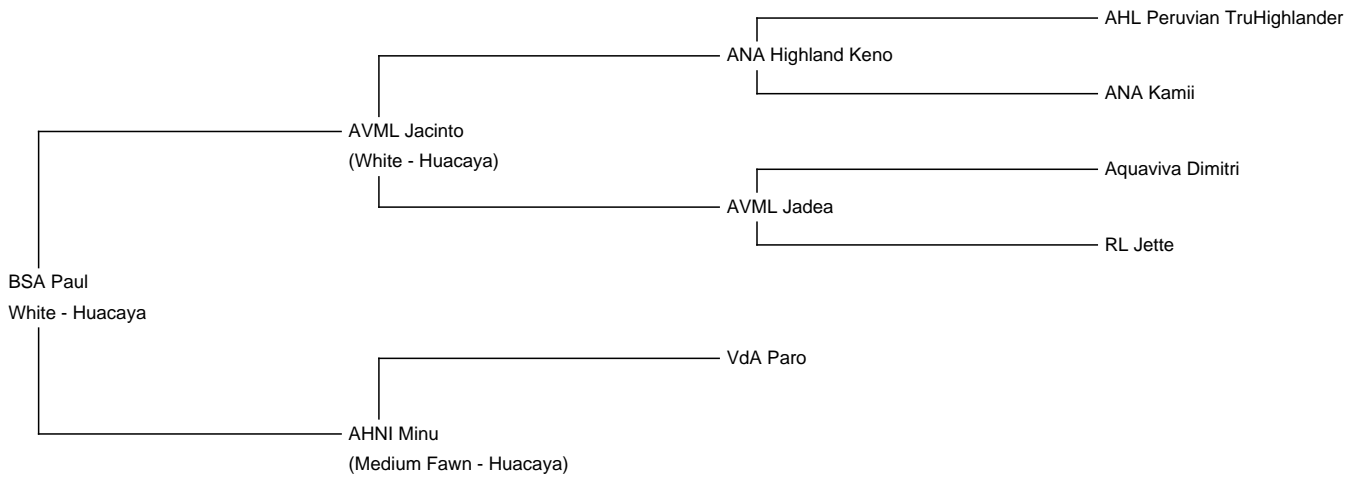 AHL Peruvian TruHighlander
ANA Highland Keno
ANA Kamii
AVML Jacinto
(White - Huacaya)
Aquaviva Dimitri
AVML Jadea
RL Jette
BSA Paul
White - Huacaya
VdA Paro
AHNI Minu
(Medium Fawn - Huacaya)